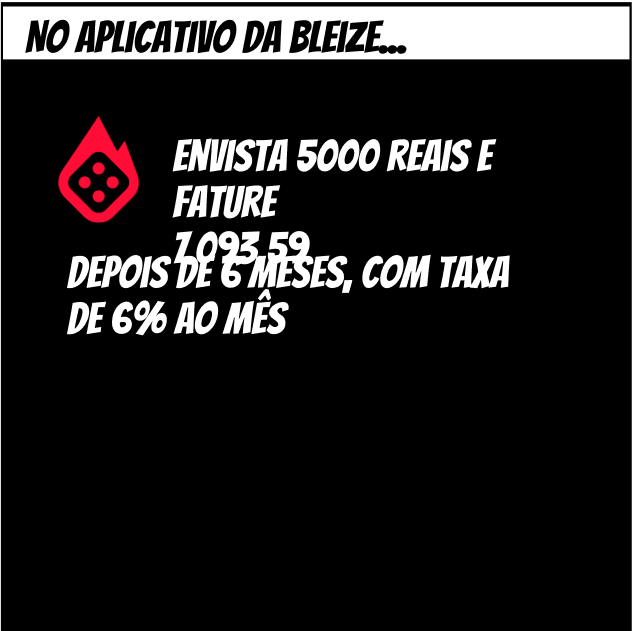 NO APLICATIVO DA BLEIZE...
ENVISTA 5000 REAIS E
FATURE
7.093,59
DEPOIS DE 6 MESES, COM TAXA
DE 6% AO MÊS